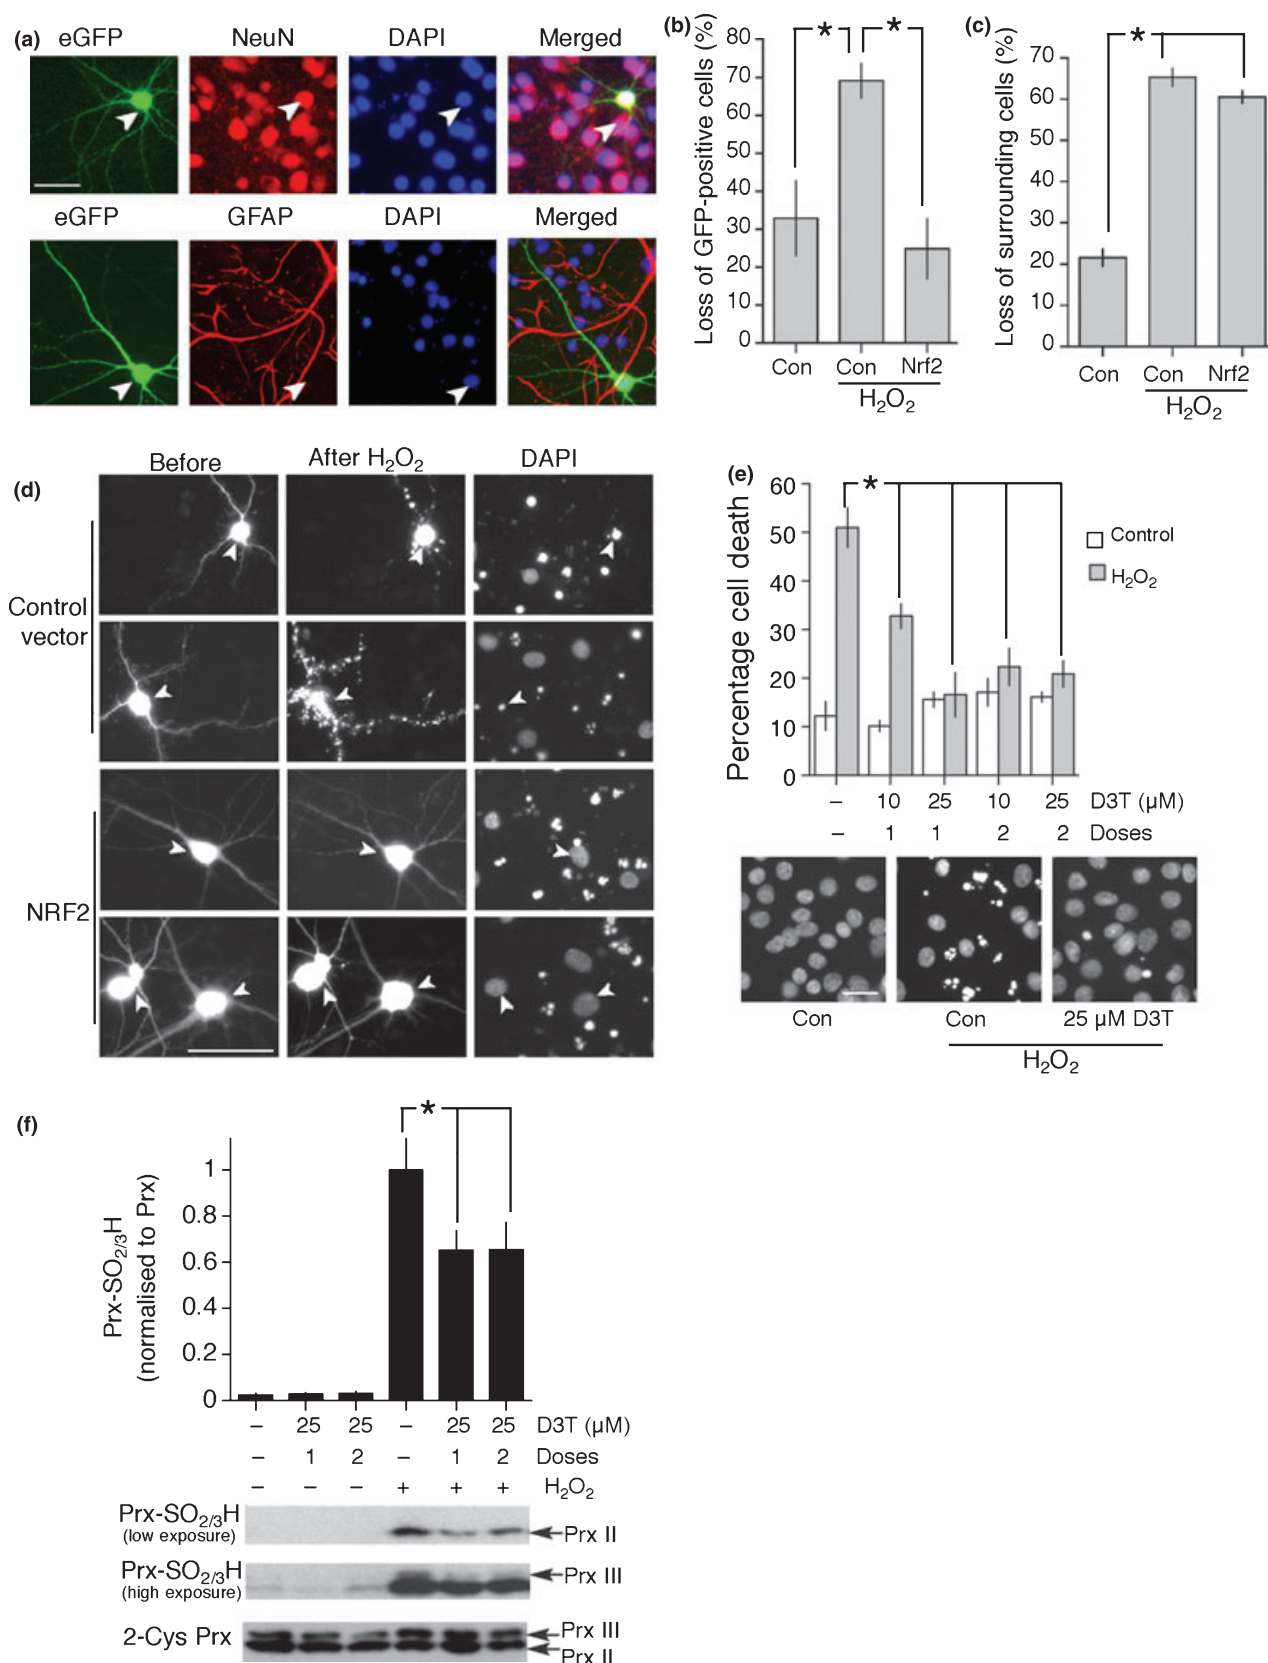 (a)
eGFP NeuN DAPI Merged
eGFP GFAP DAPI Merged
(b)
Loss of GFP-positive cells (%)
80
70
60
50
40
30
20
10
0
* *
Con Con Nrf2
H2O2
(c)
Loss of surrounding cells (%)
70
60
50
40
30
20
10
0
*
Con Con Nrf2
H2O2
(d)
Before After H2O2 DAPI
Control
vector
NRF2
(e)
Percentage cell death
60
50
40
30
20
10
0
*
Control
H2O2
– 10 25 10 25 D3T (µM)
– 1 1 2 2 Doses
Con Con 25 µM D3T
H2O2
(f)
Prx-SO2/3H
(normalised to Prx)
1
0.8
0.6
0.4
0.2
0
*
– 25 25 – 25 25 D3T (µM)
– 1 2 – 1 2 Doses
– – – + + + H2O2
Prx-SO2/3H
(low exposure)
Prx II
Prx-SO2/3H
(high exposure)
Prx III
2-Cys Prx
Prx III
Prx II